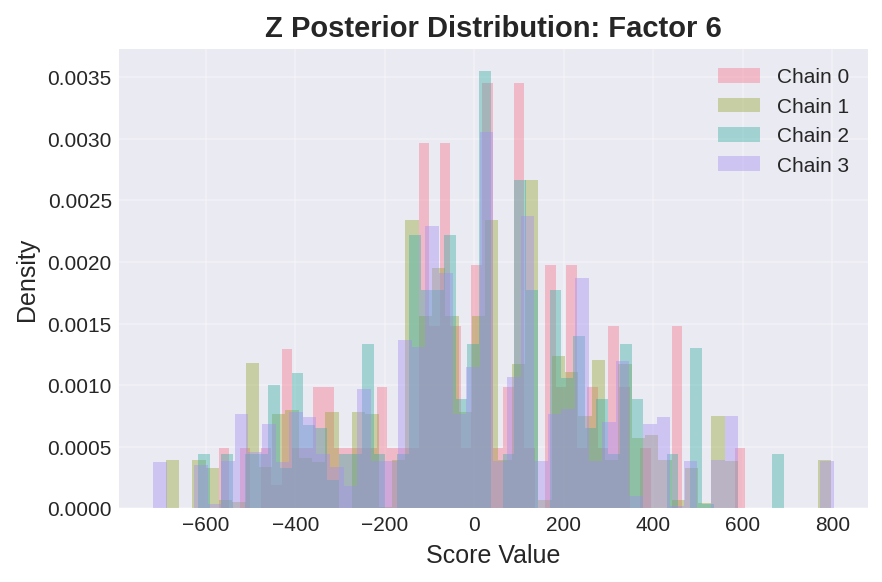 Z Posterior Distribution: Factor 6
Chain 0
Chain 1
Chain 2
Chain 3
Density
0.0035
0.0030
0.0025
0.0020
0.0015
0.0010
0.0005
0.0000
−600 −400 −200 0 200 400 600 800
Score Value